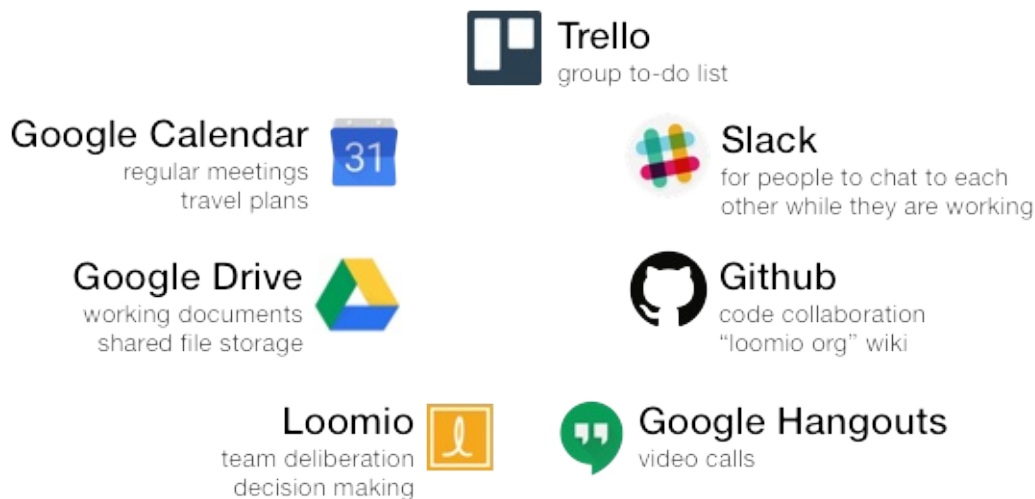 Trello
group to-do list
Google Calendar
regular meetings
travel plans
31
Slack
for people to chat to each
other while they are working
Google Drive
working documents
shared file storage
Github
code collaboration
“loomio org” wiki
Loomio
team deliberation
decision making
Google Hangouts
video calls